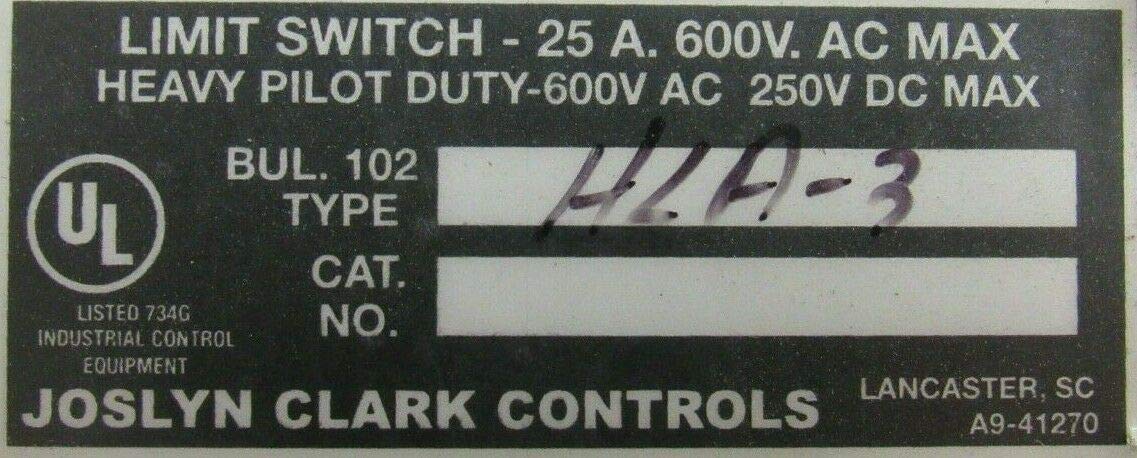 LIMIT SWITCH - 25 A. 600V. AC MAX
HEAVY PILOT DUTY-600V AC 250V DC MAX
BUL. 102
TYPE HLA-3
CAT.
NO.
UL
LISTED 734G
INDUSTRIAL CONTROL
EQUIPMENT
JOSLYN CLARK CONTROLS
LANCASTER, SC
A9-41270